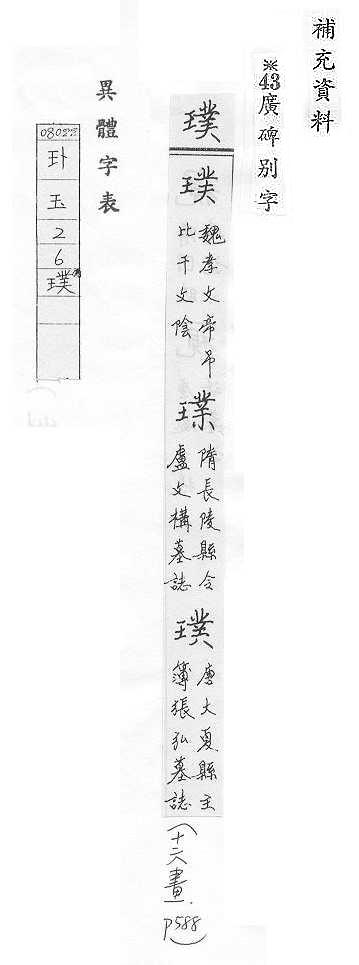 補充資料
※43廣碑別字
璞
璞
魏孝文帝弔
比干文陰
璞
隋長陵縣令
盧文構墓誌
璞
唐大夏縣主
簿張弘墓誌
(十六畫.
p588)
異體字表
08022
玉
2
6
璞